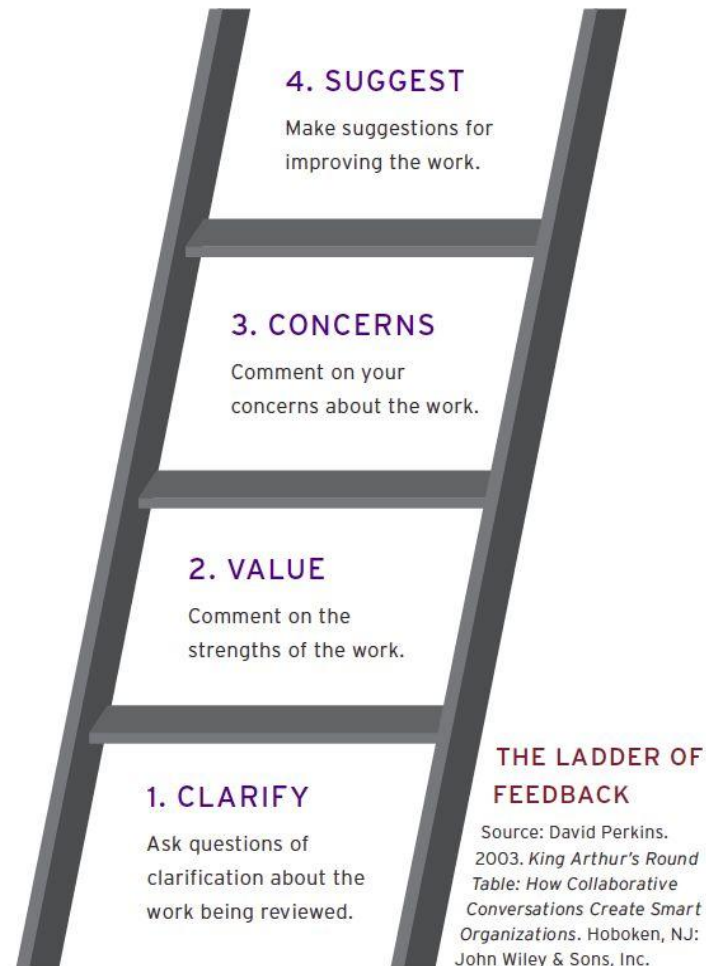 4. SUGGEST
Make suggestions for
improving the work.
3. CONCERNS
Comment on your
concerns about the work.
2. VALUE
Comment on the
strengths of the work.
1. CLARIFY
Ask questions of
clarification about the
work being reviewed.
THE LADDER OF
FEEDBACK
Source: David Perkins.
2003. King Arthur's Round
Table: How Collaborative
Conversations Create Smart
Organizations. Hoboken, NJ:
John Wiley & Sons, Inc.